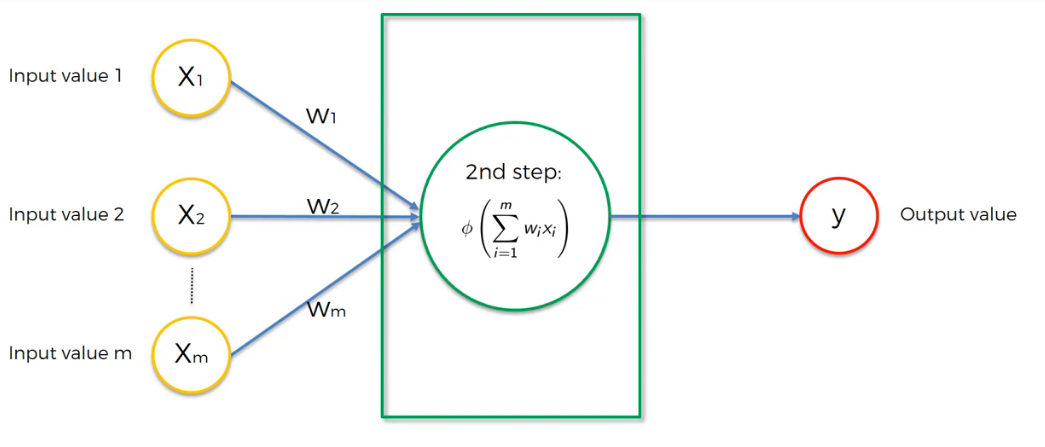 Input value 1
X1
W1
2nd step:
ϕ(∑_{i=1}^{m} wᵢxᵢ)
Input value 2
X2
W2
y
Output value
Input value m
Xm
Wm